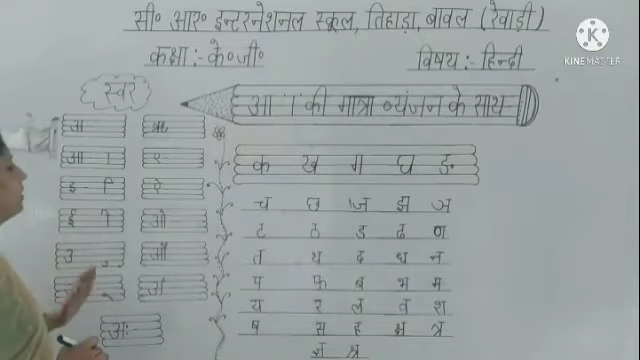 सी० आर० इन्टरनेशनल स्कूल, तिहाड़ा, बावल (रेवाड़ी)
कक्षा :- के०जी० विषय :- हिन्दी
KINEMASTER
स्वर
आ ा की मात्रा व्यंजन के साथ
अ ऋ
आ ा ए
इ ि ऐ
ई ी ओ
उ ु औ
ू अं
अः
क ख ग घ ङ
च छ ज झ ञ
ट ठ ड ढ ण
त थ द ध न
प फ ब भ म
य र ल व श
ष स ह क्ष त्र
ज्ञ श्र